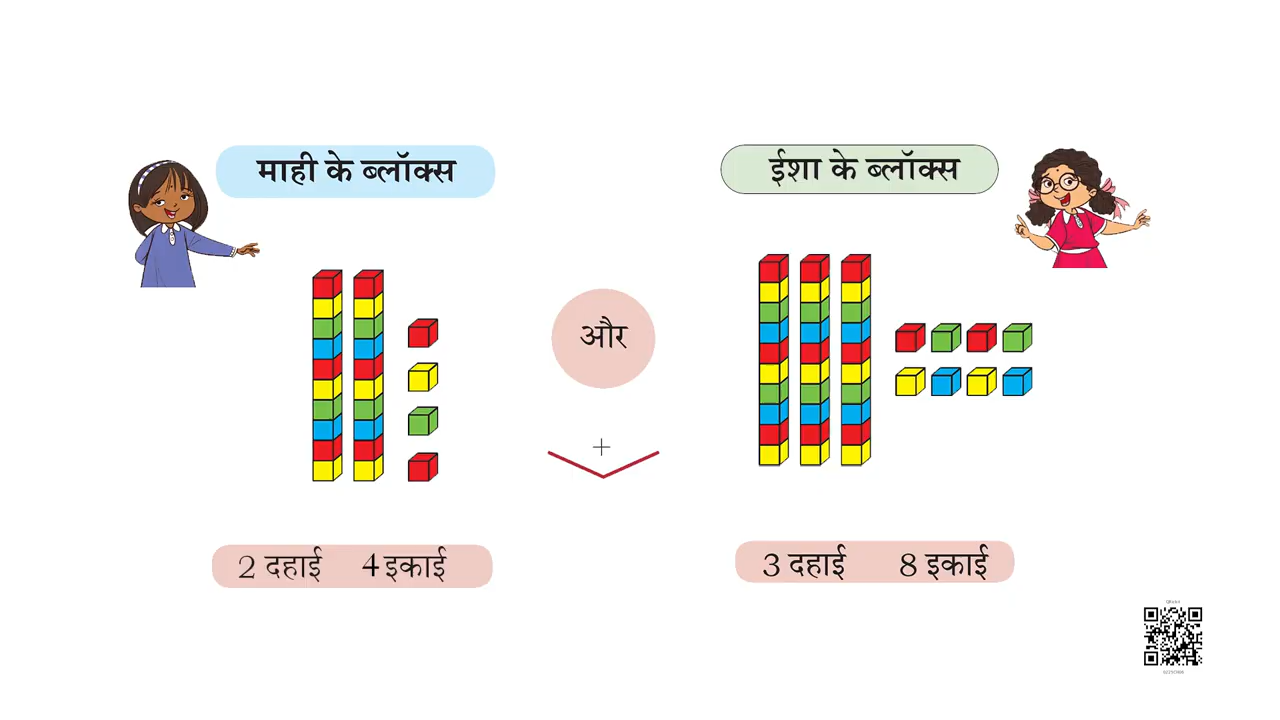 माही के ब्लॉक्स
ईशा के ब्लॉक्स
और
+
2 दहाई 4 इकाई
3 दहाई 8 इकाई